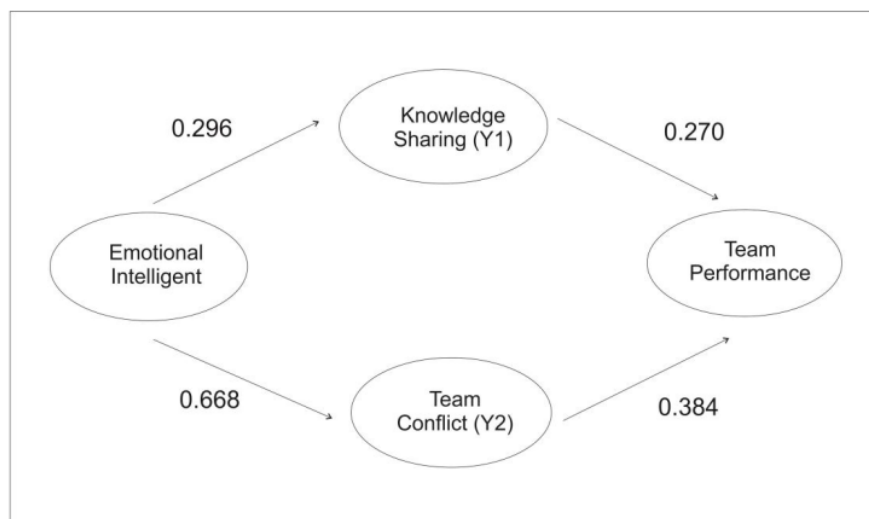 Knowledge
Sharing (Y1)
0.296
0.270
Emotional
Intelligent
Team
Performance
0.668
Team
Conflict (Y2)
0.384